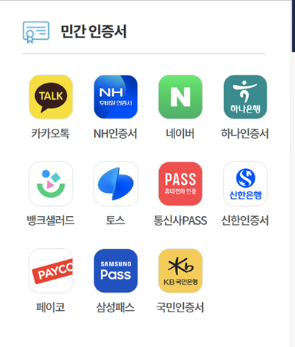 민간 인증서
TALK
NH
모바일 인증서
N
하나은행
카카오톡
NH인증서
네이버
하나인증서
PASS
휴대전화 인증
신한은행
뱅크샐러드
토스
통신사PASS
신한인증서
PAYCO
SAMSUNG
Pass
KB국민은행
페이코
삼성패스
국민인증서